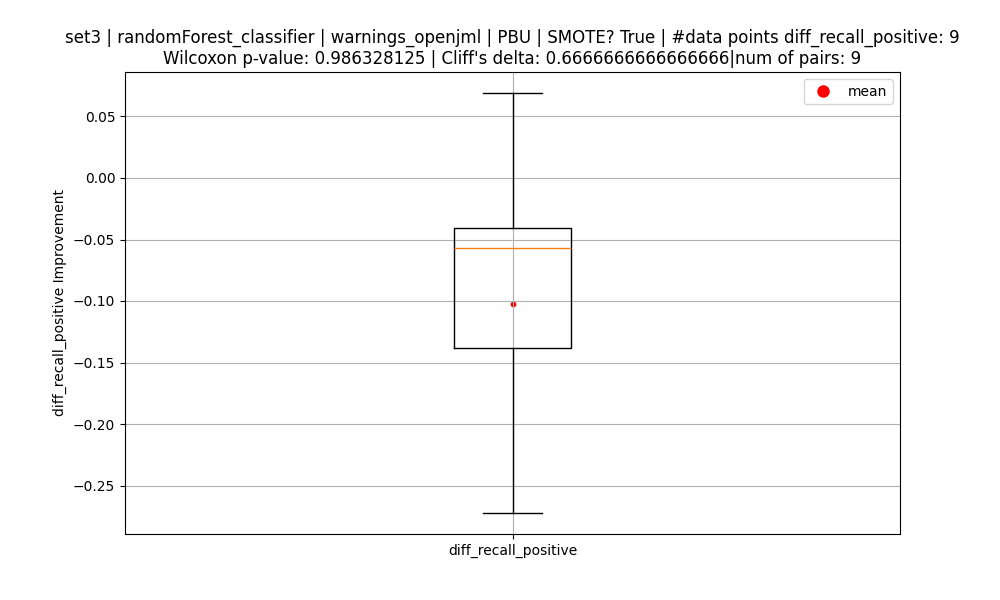 set3 | randomForest_classifier | warnings_openjml | PBU | SMOTE? True | #data points diff_recall_positive: 9
Wilcoxon p-value: 0.986328125 | Cliff's delta: 0.6666666666666666|num of pairs: 9
mean
diff_recall_positive Improvement
0.05
0.00
−0.05
−0.10
−0.15
−0.20
−0.25
diff_recall_positive